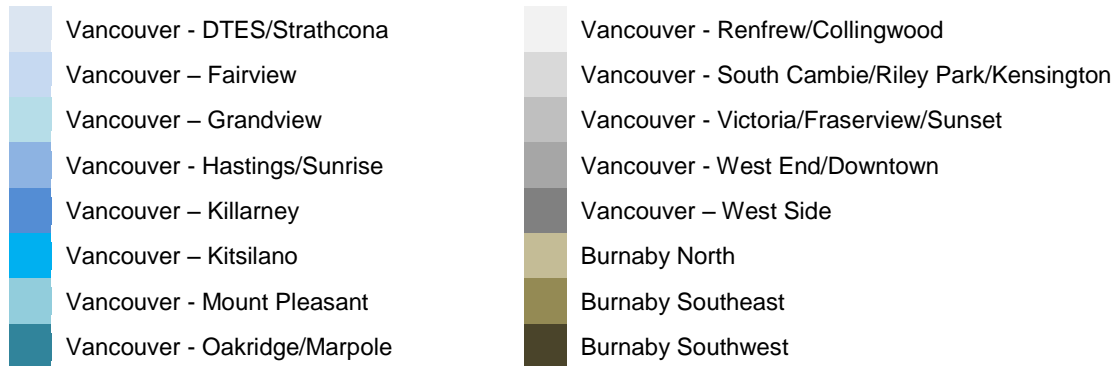 Vancouver - DTES/Strathcona
Vancouver – Fairview
Vancouver – Grandview
Vancouver - Hastings/Sunrise
Vancouver – Killarney
Vancouver – Kitsilano
Vancouver - Mount Pleasant
Vancouver - Oakridge/Marpole
Vancouver - Renfrew/Collingwood
Vancouver - South Cambie/Riley Park/Kensington
Vancouver - Victoria/Fraserview/Sunset
Vancouver - West End/Downtown
Vancouver – West Side
Burnaby North
Burnaby Southeast
Burnaby Southwest